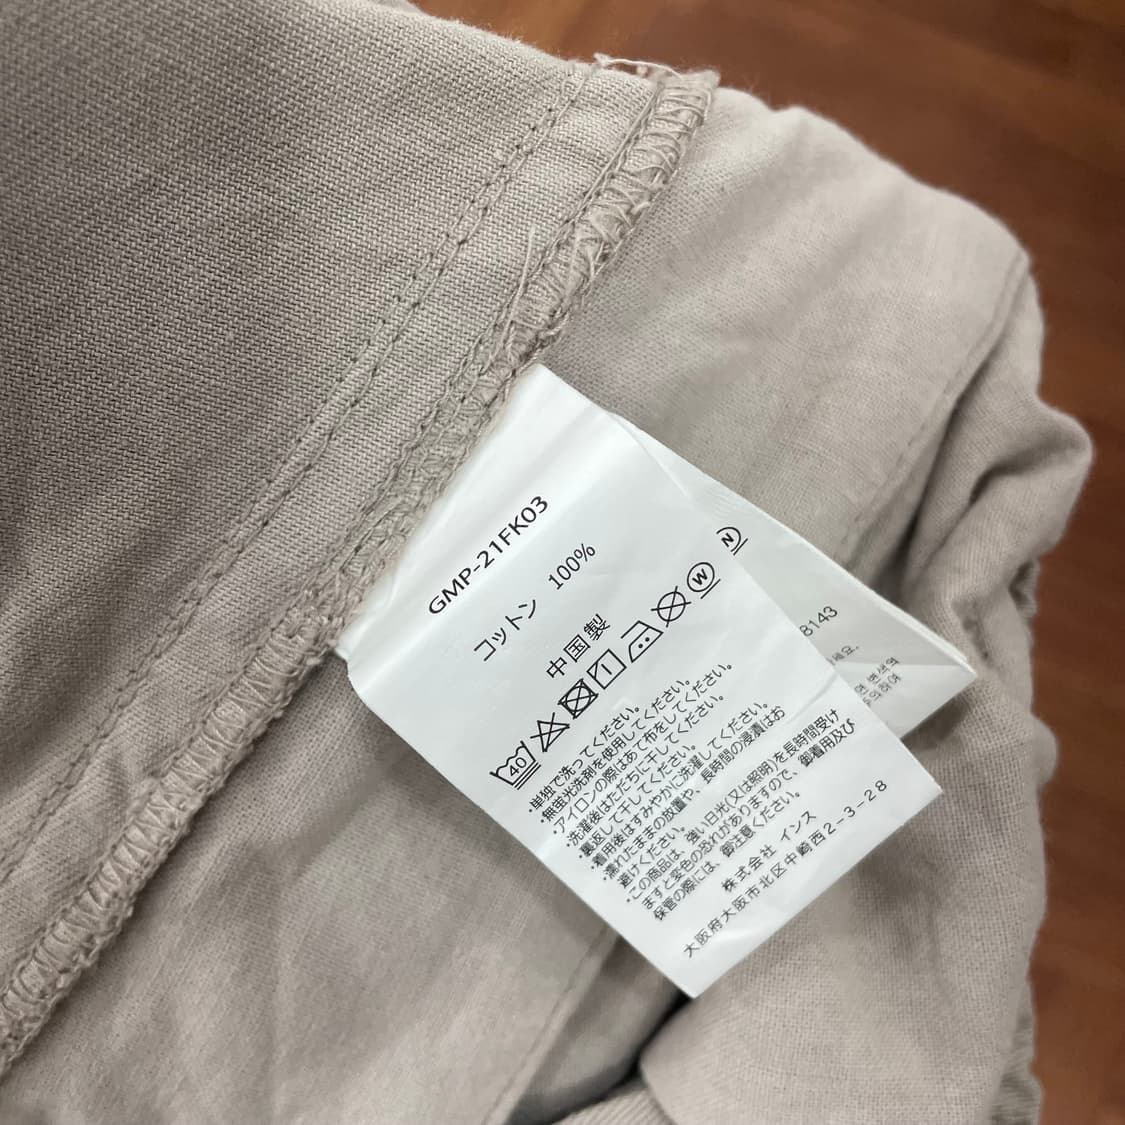 GMP-21FK03
コットン 100%
中国製
40
W
・単独で洗ってください。
・無蛍光洗剤を使用してください。
・アイロンの際はあて布をしてください。
・洗濯後はただちに干してください。
・裏返して干してください。
・着用後はすみやかに洗濯してください。
・濡れたままの放置や、長時間の浸漬はお
避けください。
・この商品は、強い日光(又は照明)を長時間受け
ますと変色の恐れがありますので、御着用及び
保管の際には、御注意ください。
株式会社 インス
大阪府大阪市北区中崎西2-3-28
N
8143
세요.
면 변색역
의하여